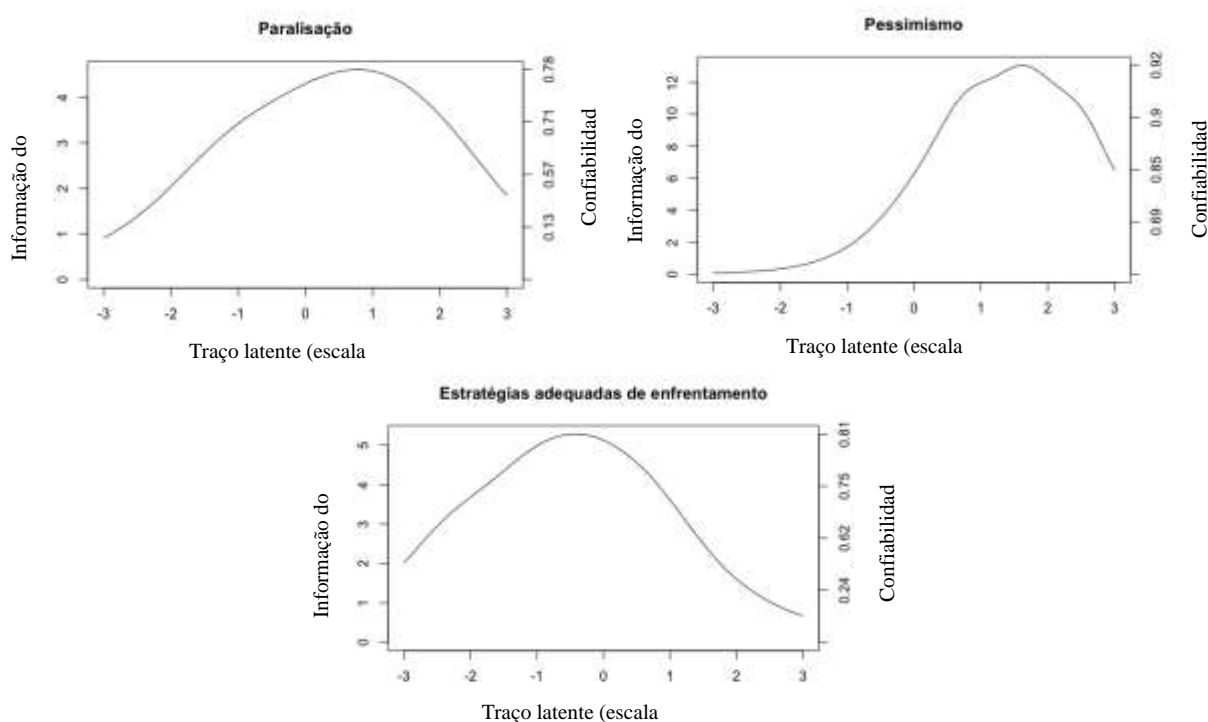 Paralisação
Informação do
0 1 2 3 4
0.13 0.57 0.71 0.78
Confiabilidad
-3 -2 -1 0 1 2 3
Traço latente (escala
Pessimismo
Informação do
0 2 4 6 8 10 12
0.69 0.85 0.9 0.92
Confiabilidad
-3 -2 -1 0 1 2 3
Traço latente (escala
Estratégias adequadas de enfrentamento
Informação do
0 1 2 3 4 5
0.24 0.62 0.75 0.81
Confiabilidad
-3 -2 -1 0 1 2 3
Traço latente (escala